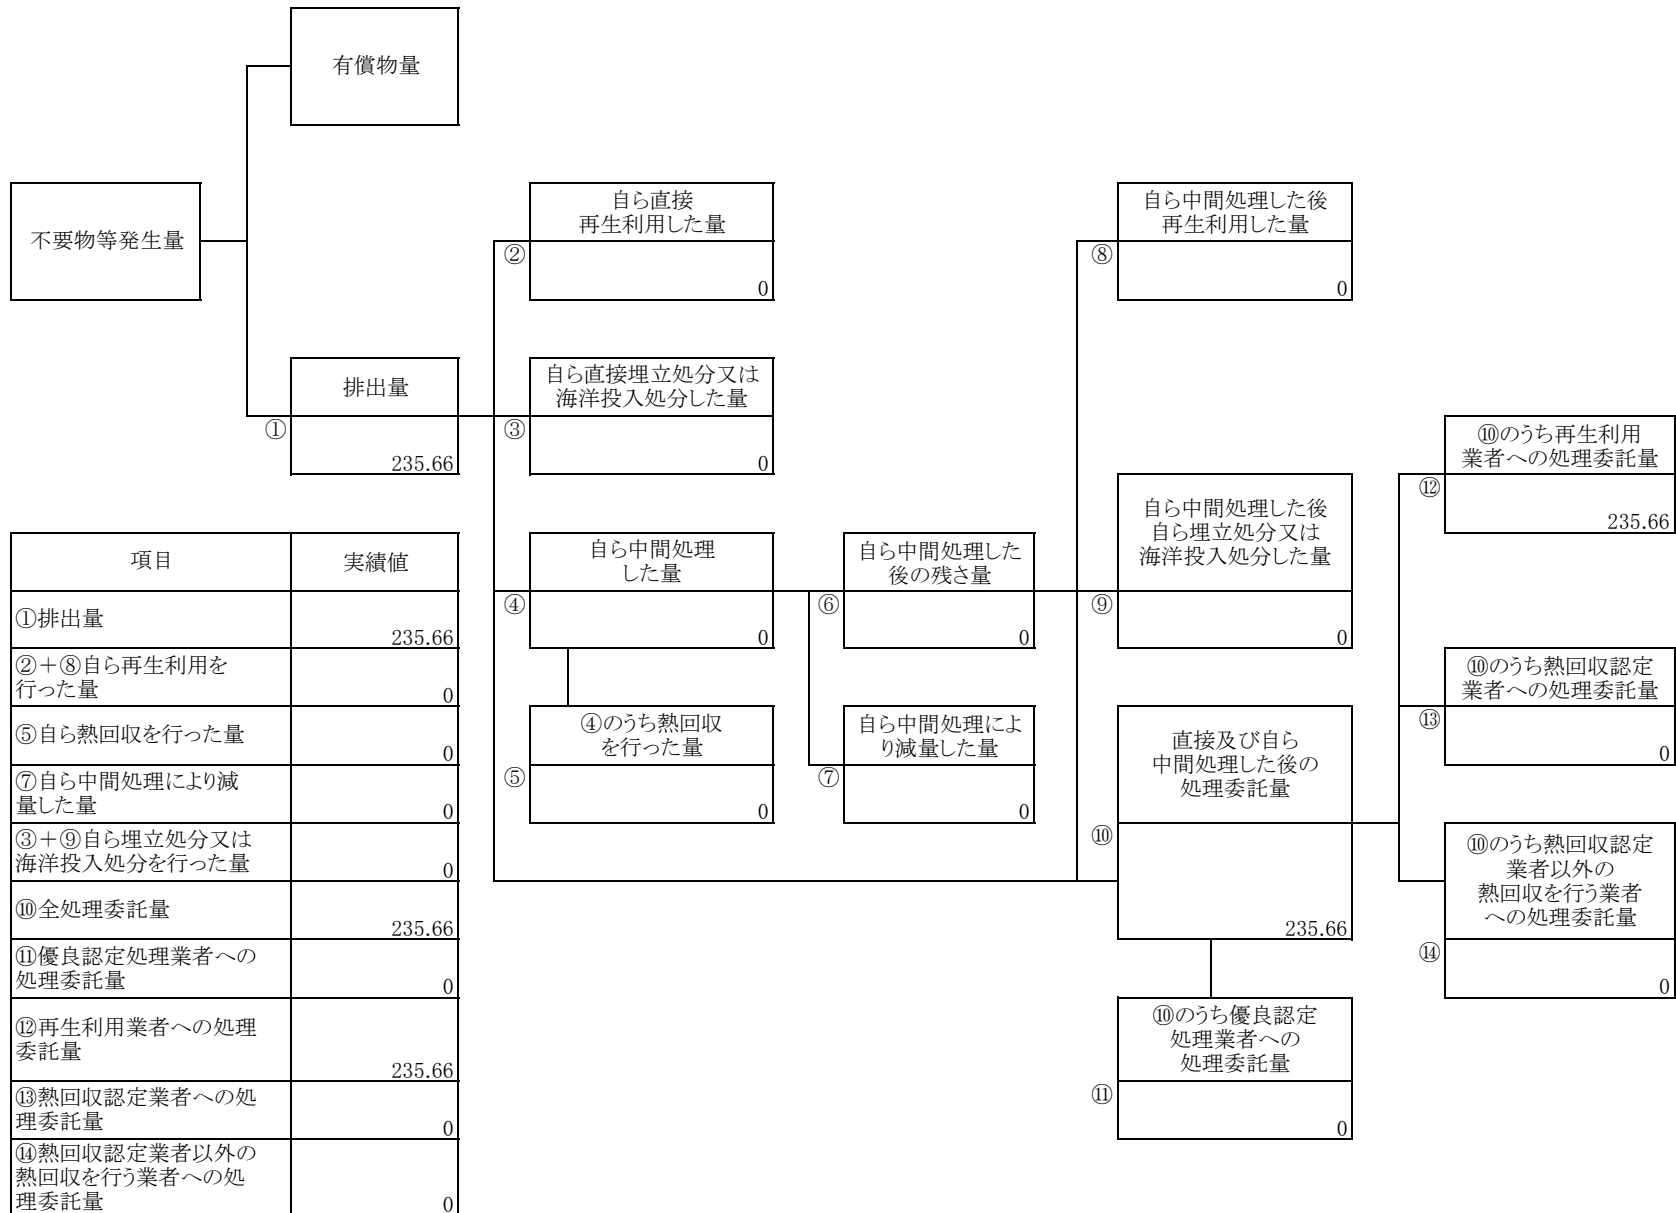 有償物量
不要物等発生量
排出量
①
235.66
自ら直接
再生利用した量
②
0
自ら直接埋立処分又は
海洋投入処分した量
③
0
自ら中間処理
した量
④
0
④のうち熱回収
を行った量
⑤
0
自ら中間処理した
後の残さ量
⑥
0
自ら中間処理によ
り減量した量
⑦
0
自ら中間処理した後
再生利用した量
⑧
0
自ら中間処理した後
自ら埋立処分又は
海洋投入処分した量
⑨
0
直接及び自ら
中間処理した後の
処理委託量
⑩
235.66
⑩のうち優良認定
処理業者への
処理委託量
⑪
0
⑩のうち再生利用
業者への処理委託量
⑫
235.66
⑩のうち熱回収認定
業者への処理委託量
⑬
0
⑩のうち熱回収認定
業者以外の
熱回収を行う業者
への処理委託量
⑭
0
項目 実績値
①排出量
235.66
②＋⑧自ら再生利用を
行った量
0
⑤自ら熱回収を行った量
0
⑦自ら中間処理により減
量した量
0
③＋⑨自ら埋立処分又は
海洋投入処分を行った量
0
⑩全処理委託量
235.66
⑪優良認定処理業者への
処理委託量
0
⑫再生利用業者への処理
委託量
235.66
⑬熱回収認定業者への処
理委託量
0
⑭熱回収認定業者以外の
熱回収を行う業者への処
理委託量
0